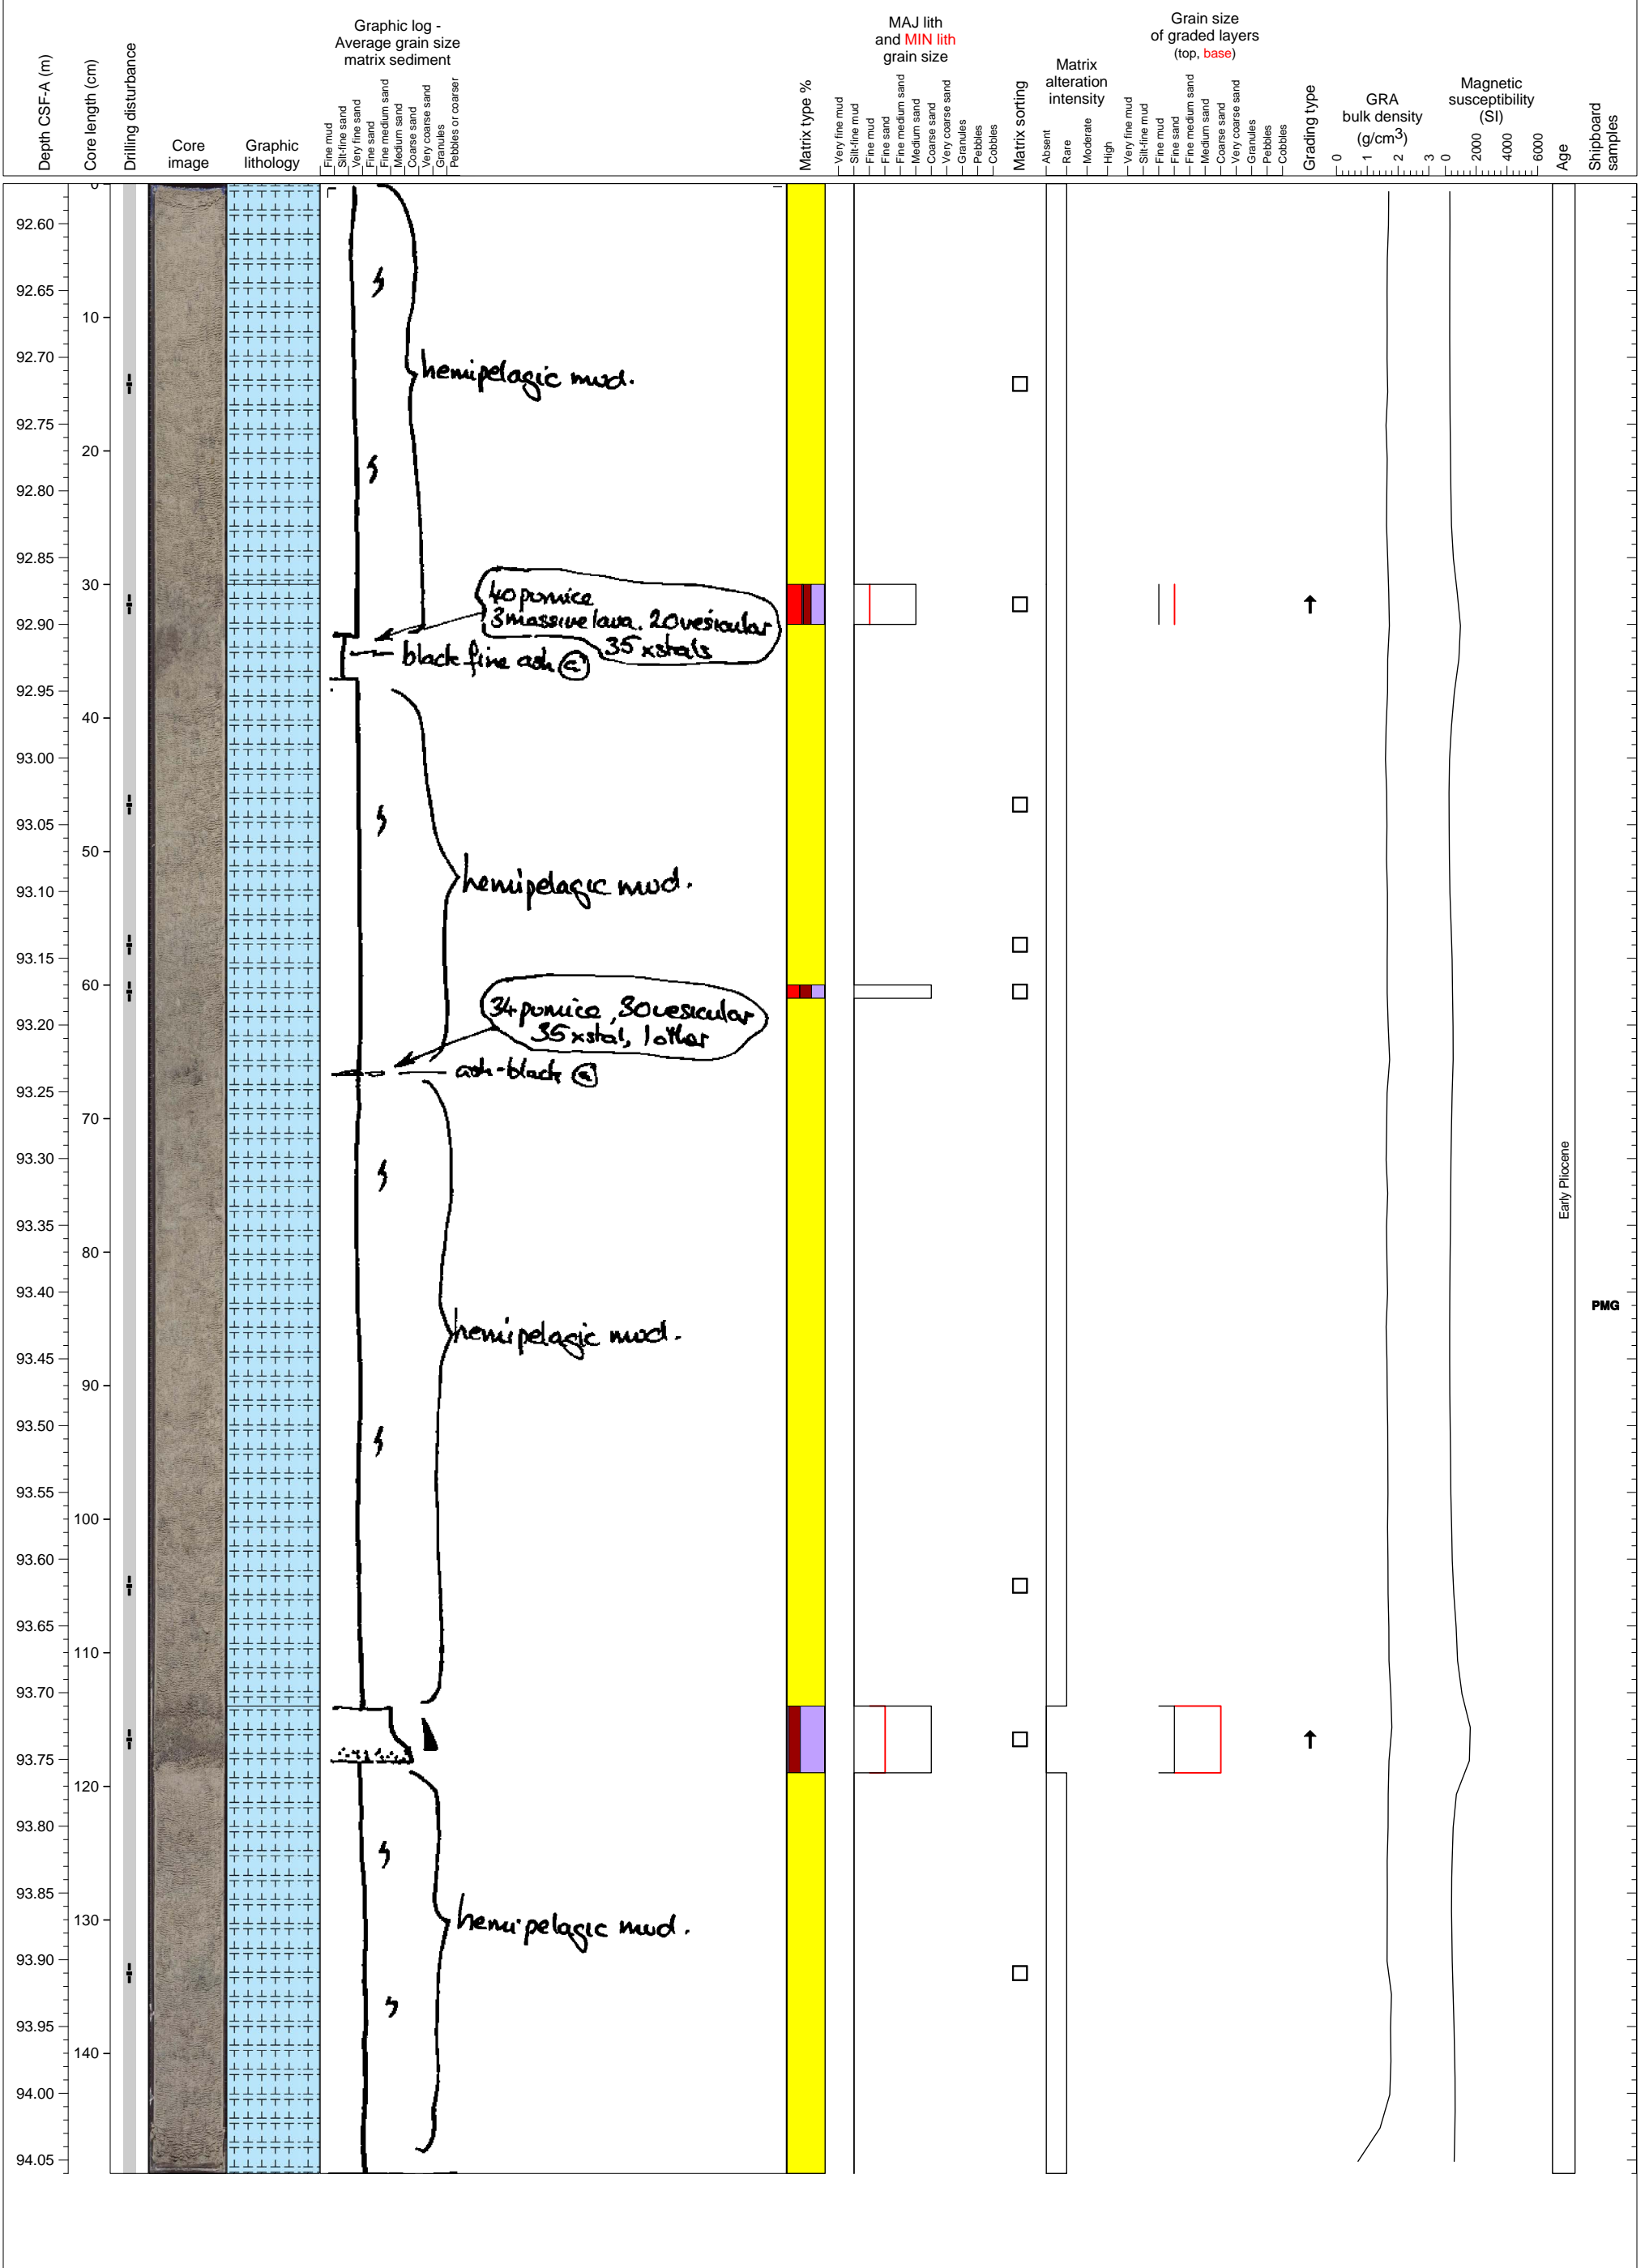 Depth CSF-A (m)
Core length (cm)
Drilling disturbance
Core
image
Graphic
lithology
Graphic log -
Average grain size
matrix sediment
Fine mud
Silt-fine sand
Very fine sand
Fine sand
Fine medium sand
Medium sand
Coarse sand
Very coarse sand
Granules
Pebbles or coarser
Matrix type %
MAJ lith
and MIN lith
grain size
Very fine mud
Silt-fine mud
Fine mud
Fine sand
Fine medium sand
Medium sand
Coarse sand
Very coarse sand
Granules
Pebbles
Cobbles
Matrix sorting
Matrix
alteration
intensity
Absent
Rare
Moderate
High
Grain size
of graded layers
(top, base)
Very fine mud
Silt-fine mud
Fine mud
Fine sand
Fine medium sand
Medium sand
Coarse sand
Very coarse sand
Granules
Pebbles
Cobbles
Grading type
GRA
bulk density
(g/cm3)
0 1 2 3
Magnetic
susceptibility
(SI)
0 2000 4000 6000
Age
Shipboard
samples
0
92.60
92.65
10
92.70
hemipelagic mud.
92.75
20
92.80
92.85
30
40 pumice
3 massive lava. 20 vesicular
35 xstals
92.90
black fine ash @
92.95
40
93.00
93.05
50
93.10
hemipelagic mud.
93.15
60
34 pumice, 30 vesicular
35 xstal, 1 other
93.20
ash-black @
93.25
70
93.30
Early Pliocene
93.35
80
93.40
PMG
hemipelagic mud.
93.45
90
93.50
93.55
100
93.60
93.65
110
93.70
93.75
120
93.80
93.85
130
hemipelagic mud.
93.90
93.95
140
94.00
94.05